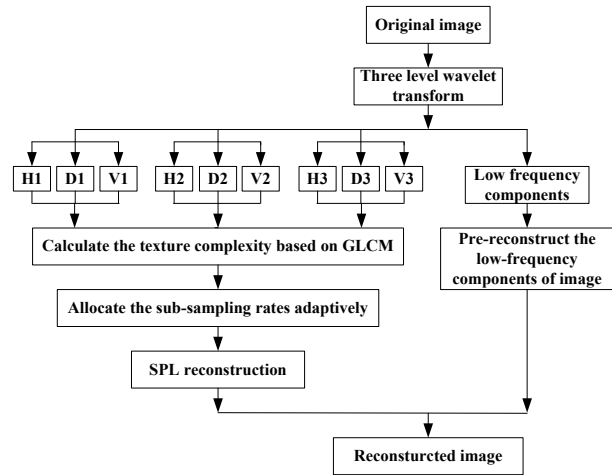 Original image
Three level wavelet
transform
H1 D1 V1 H2 D2 V2 H3 D3 V3
Low frequency
components
Calculate the texture complexity based on GLCM
Pre-reconstruct the
low-frequency
components of image
Allocate the sub-sampling rates adaptively
SPL reconstruction
Reconsturcted image